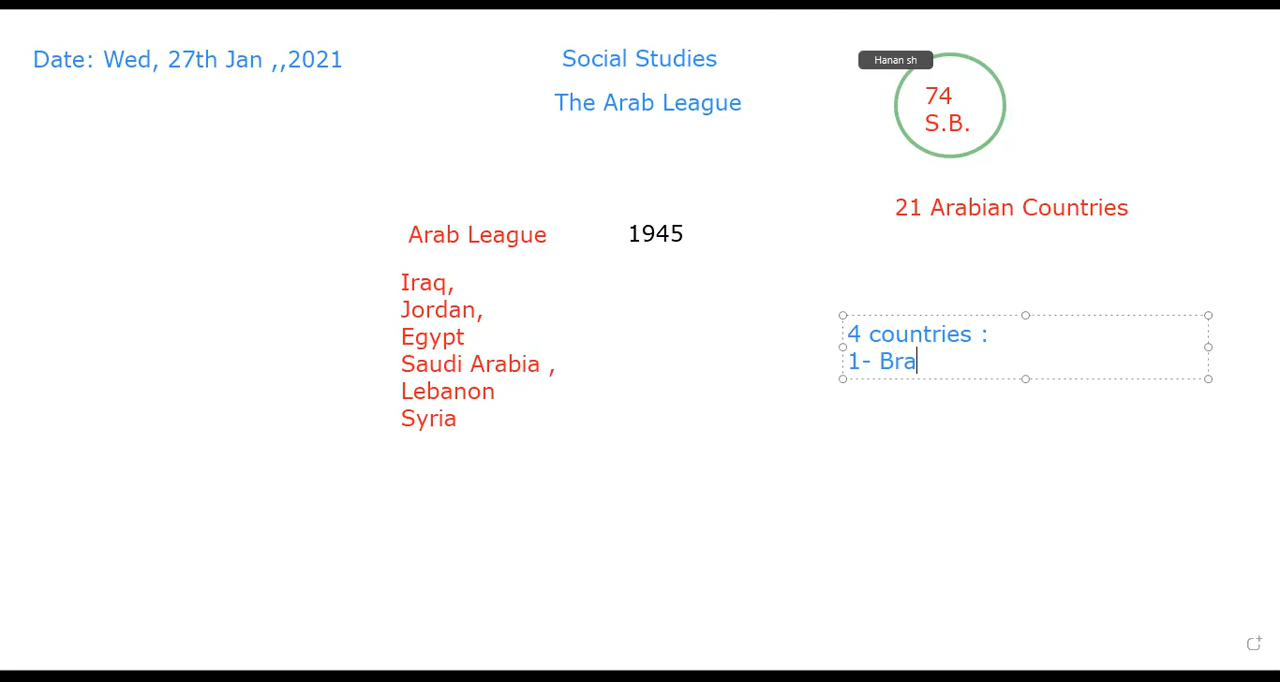 Date: Wed, 27th Jan ,,2021
Social Studies
The Arab League
Hanan sh
74
S.B.
21 Arabian Countries
Arab League
1945
Iraq,
Jordan,
Egypt
Saudi Arabia ,
Lebanon
Syria
4 countries :
1- Bra